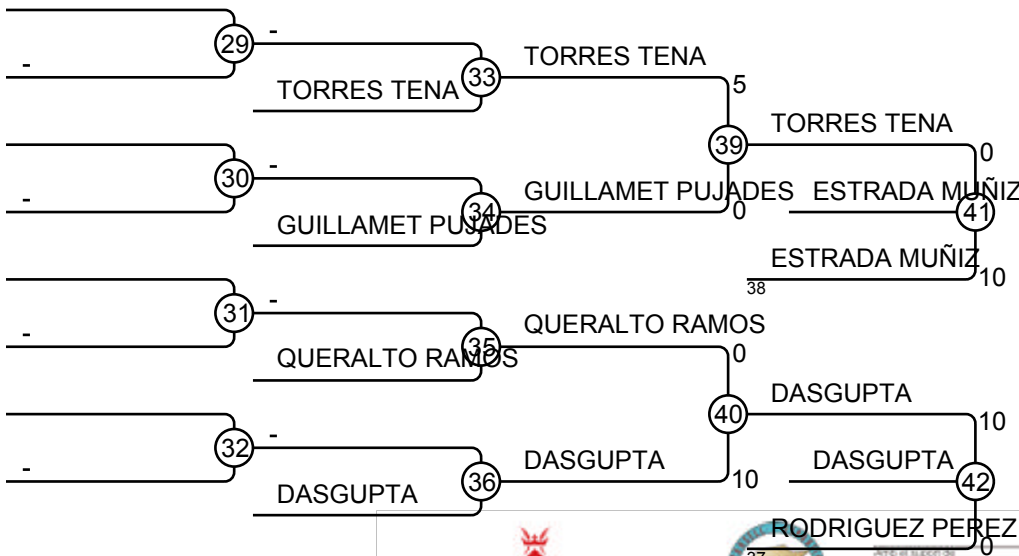 -
29
-
TORRES TENA
33
TORRES TENA
5
-
30
-
GUILLAMET PUJADES
34
GUILLAMET PUJADES
0
39
TORRES TENA
0
ESTRADA MUÑIZ
41
ESTRADA MUÑIZ
38
10
-
31
-
QUERALTO RAMOS
35
QUERALTO RAMOS
0
-
32
-
DASGUPTA
36
DASGUPTA
10
40
DASGUPTA
10
DASGUPTA
42
RODRIGUEZ PEREZ
37
0